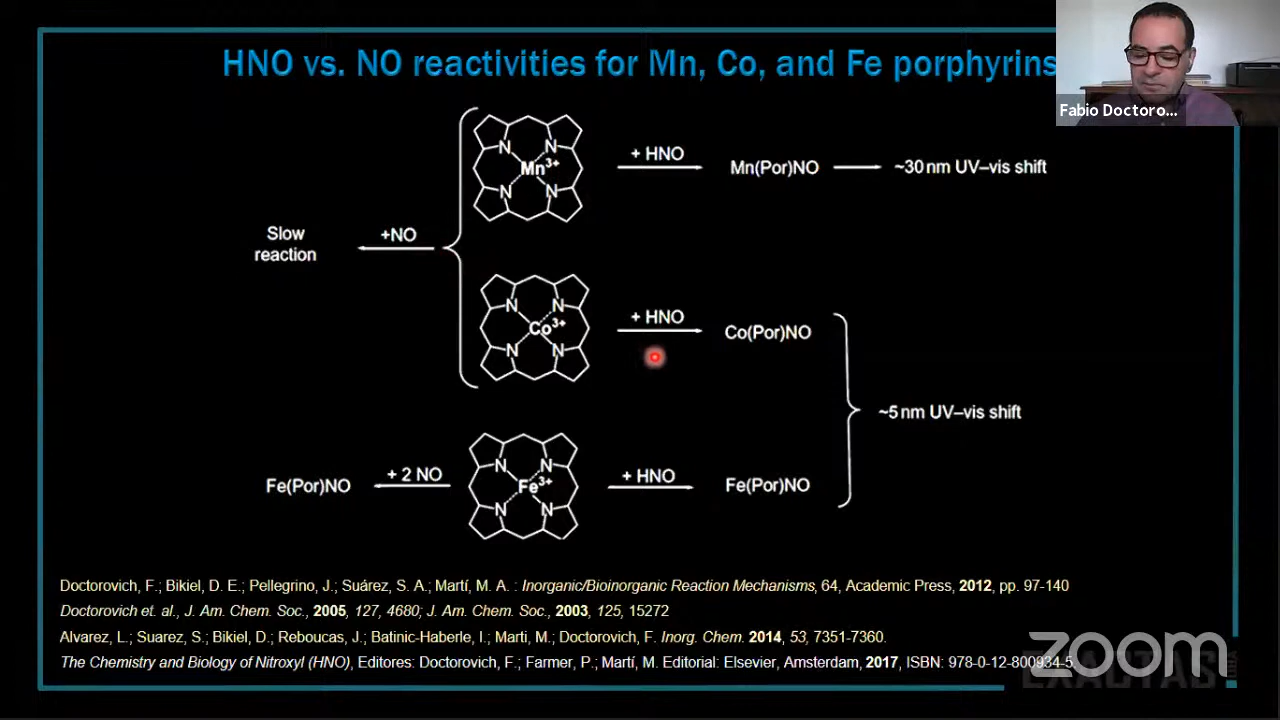 HNO vs. NO reactivities for Mn, Co, and Fe porphyrins
Fabio Doctoro...
N N
Mn3+
N N
+ HNO
Mn(Por)NO
~30 nm UV–vis shift
Slow
reaction
+NO
N N
Co3+
N N
+ HNO
Co(Por)NO
~5 nm UV–vis shift
Fe(Por)NO
+ 2 NO
N N
Fe3+
N N
+ HNO
Fe(Por)NO
Doctorovich, F.; Bikiel, D. E.; Pellegrino, J.; Suárez, S. A.; Martí, M. A. : Inorganic/Bioinorganic Reaction Mechanisms, 64, Academic Press, 2012, pp. 97-140
Doctorovich et. al., J. Am. Chem. Soc., 2005, 127, 4680; J. Am. Chem. Soc., 2003, 125, 15272
Alvarez, L.; Suarez, S.; Bikiel, D.; Reboucas, J.; Batinic-Haberle, I.; Marti, M.; Doctorovich, F. Inorg. Chem. 2014, 53, 7351-7360.
The Chemistry and Biology of Nitroxyl (HNO), Editores: Doctorovich, F.; Farmer, P.; Martí, M. Editorial: Elsevier, Amsterdam, 2017, ISBN: 978-0-12-800934-5
zoom
EXACTAS